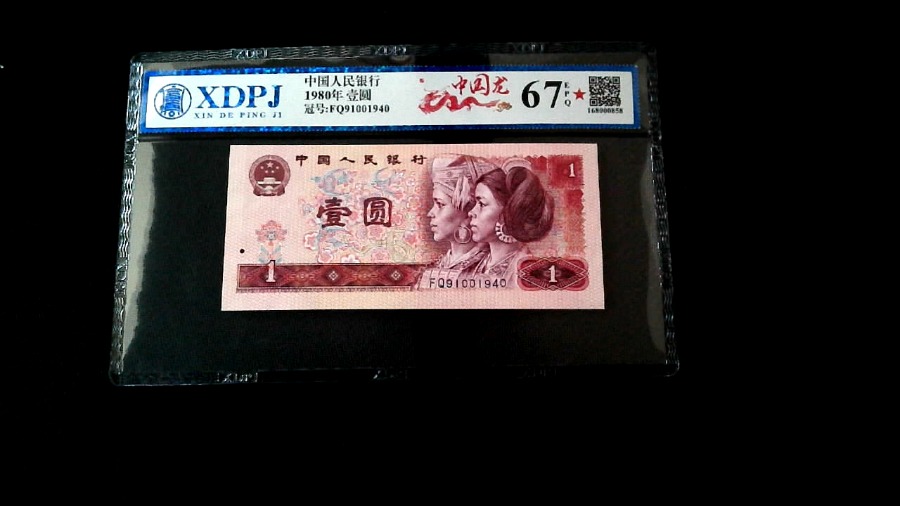 XDPJ
XIN DE PING JI
中国人民银行
1980年 壹圆
冠号:FQ91001940
中国龙
67
EPQ
168000858
中国人民银行
1
壹圆
1
FQ91001940
1